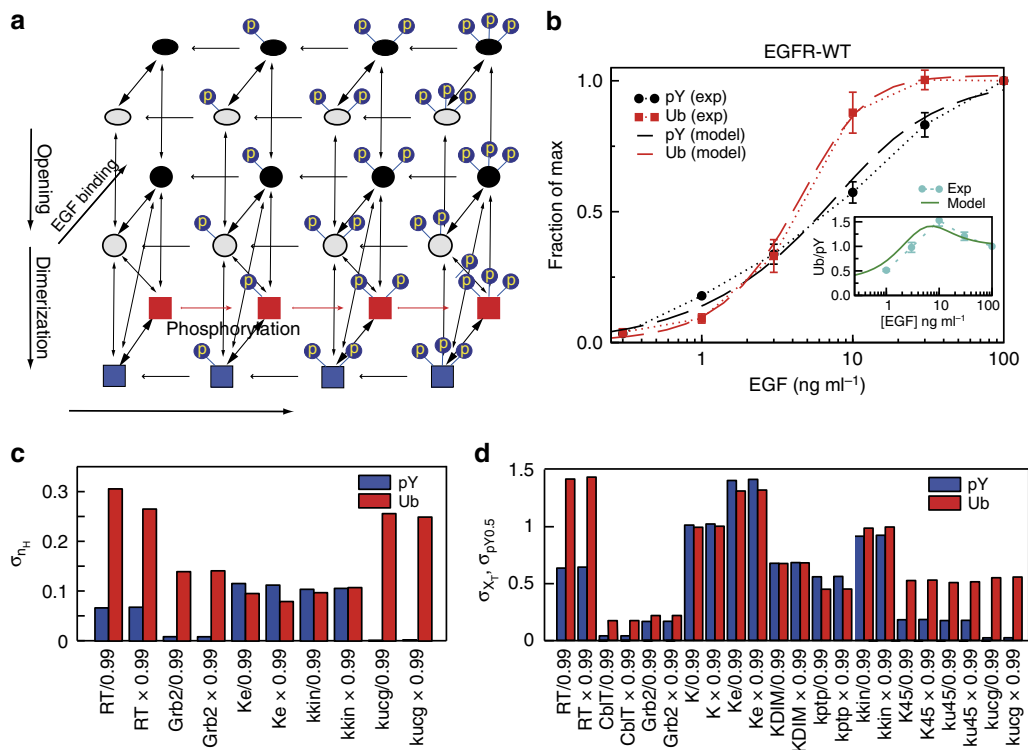 a
p p p p p p
p p p p p p
p p p p p p
p p p p p p
p p p p p p
p p p p p p
Opening
EGF binding
Dimerization
Phosphorylation
b
EGFR-WT
1.0
0.5
0.0
Fraction of max
pY (exp)
Ub (exp)
pY (model)
Ub (model)
Exp
Model
2.0
1.5
1.0
0.5
0.0
Ub/pY
1 10 100
[EGF] ng ml⁻¹
1 10 100
EGF (ng ml⁻¹)
c
0.3
0.2
0.1
0
σnH
pY
Ub
RT/0.99
RT × 0.99
Grb2/0.99
Grb2 × 0.99
Ke/0.99
Ke × 0.99
kkin/0.99
kkin × 0.99
kucg/0.99
kucg × 0.99
d
1.5
1
0.5
0
σXT, σpY0.5
pY
Ub
RT/0.99
RT × 0.99
CblT/0.99
CblT × 0.99
Grb2/0.99
Grb2 × 0.99
K/0.99
K × 0.99
Ke/0.99
Ke × 0.99
KDIM/0.99
KDIM × 0.99
kptp/0.99
kptp × 0.99
kkin/0.99
kkin × 0.99
K45/0.99
K45 × 0.99
ku45/0.99
ku45 × 0.99
kucg/0.99
kucg × 0.99